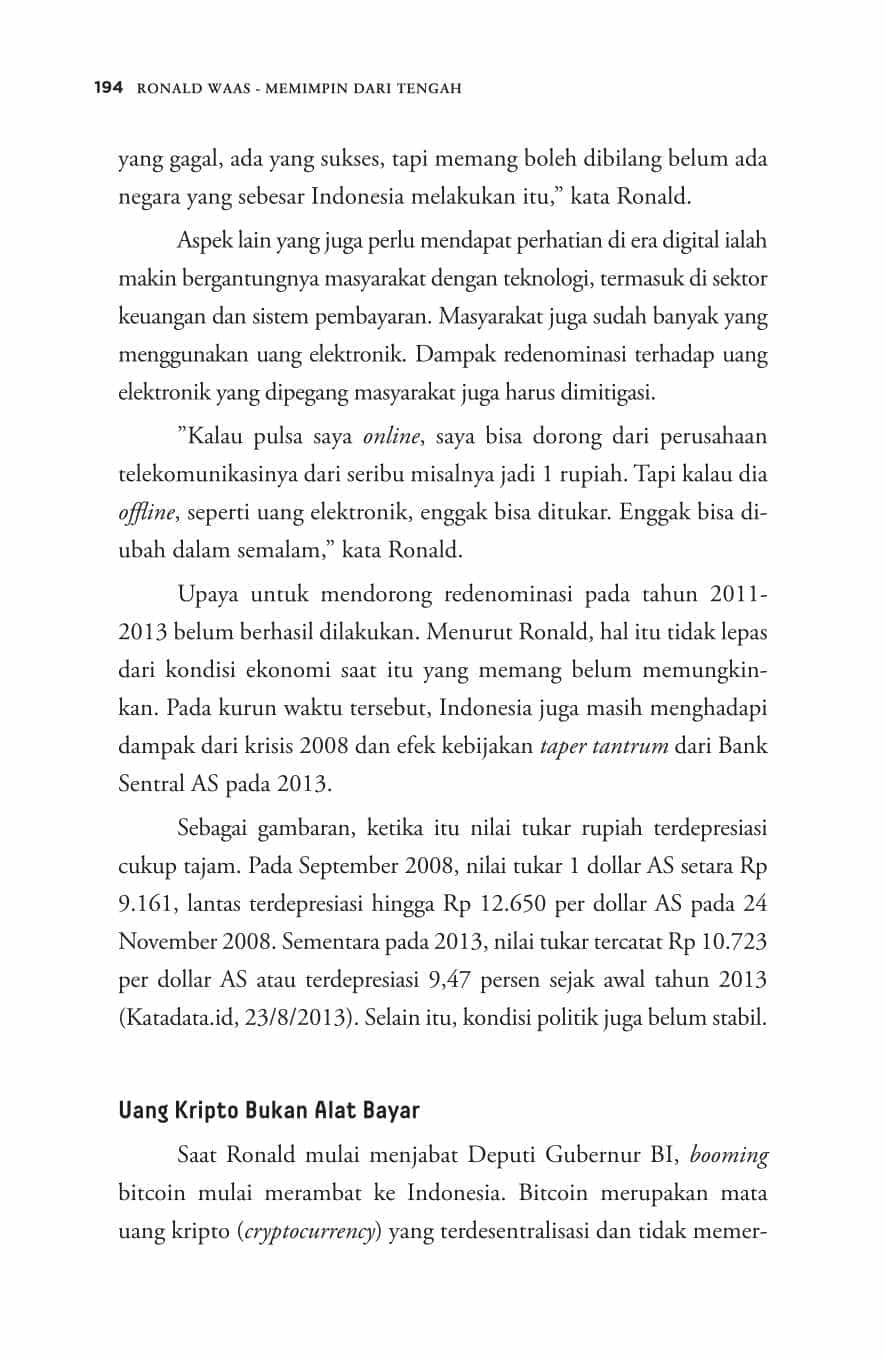 194 RONALD WAAS - MEMIMPIN DARI TENGAH
yang gagal, ada yang sukses, tapi memang boleh dibilang belum ada
negara yang sebesar Indonesia melakukan itu,” kata Ronald.
Aspek lain yang juga perlu mendapat perhatian di era digital ialah
makin bergantungnya masyarakat dengan teknologi, termasuk di sektor
keuangan dan sistem pembayaran. Masyarakat juga sudah banyak yang
menggunakan uang elektronik. Dampak redenominasi terhadap uang
elektronik yang dipegang masyarakat juga harus dimitigasi.
”Kalau pulsa saya online, saya bisa dorong dari perusahaan
telekomunikasinya dari seribu misalnya jadi 1 rupiah. Tapi kalau dia
offline, seperti uang elektronik, enggak bisa ditukar. Enggak bisa di-
ubah dalam semalam,” kata Ronald.
Upaya untuk mendorong redenominasi pada tahun 2011-
2013 belum berhasil dilakukan. Menurut Ronald, hal itu tidak lepas
dari kondisi ekonomi saat itu yang memang belum memungkin-
kan. Pada kurun waktu tersebut, Indonesia juga masih menghadapi
dampak dari krisis 2008 dan efek kebijakan taper tantrum dari Bank
Sentral AS pada 2013.
Sebagai gambaran, ketika itu nilai tukar rupiah terdepresiasi
cukup tajam. Pada September 2008, nilai tukar 1 dollar AS setara Rp
9.161, lantas terdepresiasi hingga Rp 12.650 per dollar AS pada 24
November 2008. Sementara pada 2013, nilai tukar tercatat Rp 10.723
per dollar AS atau terdepresiasi 9,47 persen sejak awal tahun 2013
(Katadata.id, 23/8/2013). Selain itu, kondisi politik juga belum stabil.
Uang Kripto Bukan Alat Bayar
Saat Ronald mulai menjabat Deputi Gubernur BI, booming
bitcoin mulai merambat ke Indonesia. Bitcoin merupakan mata
uang kripto (cryptocurrency) yang terdesentralisasi dan tidak memer-